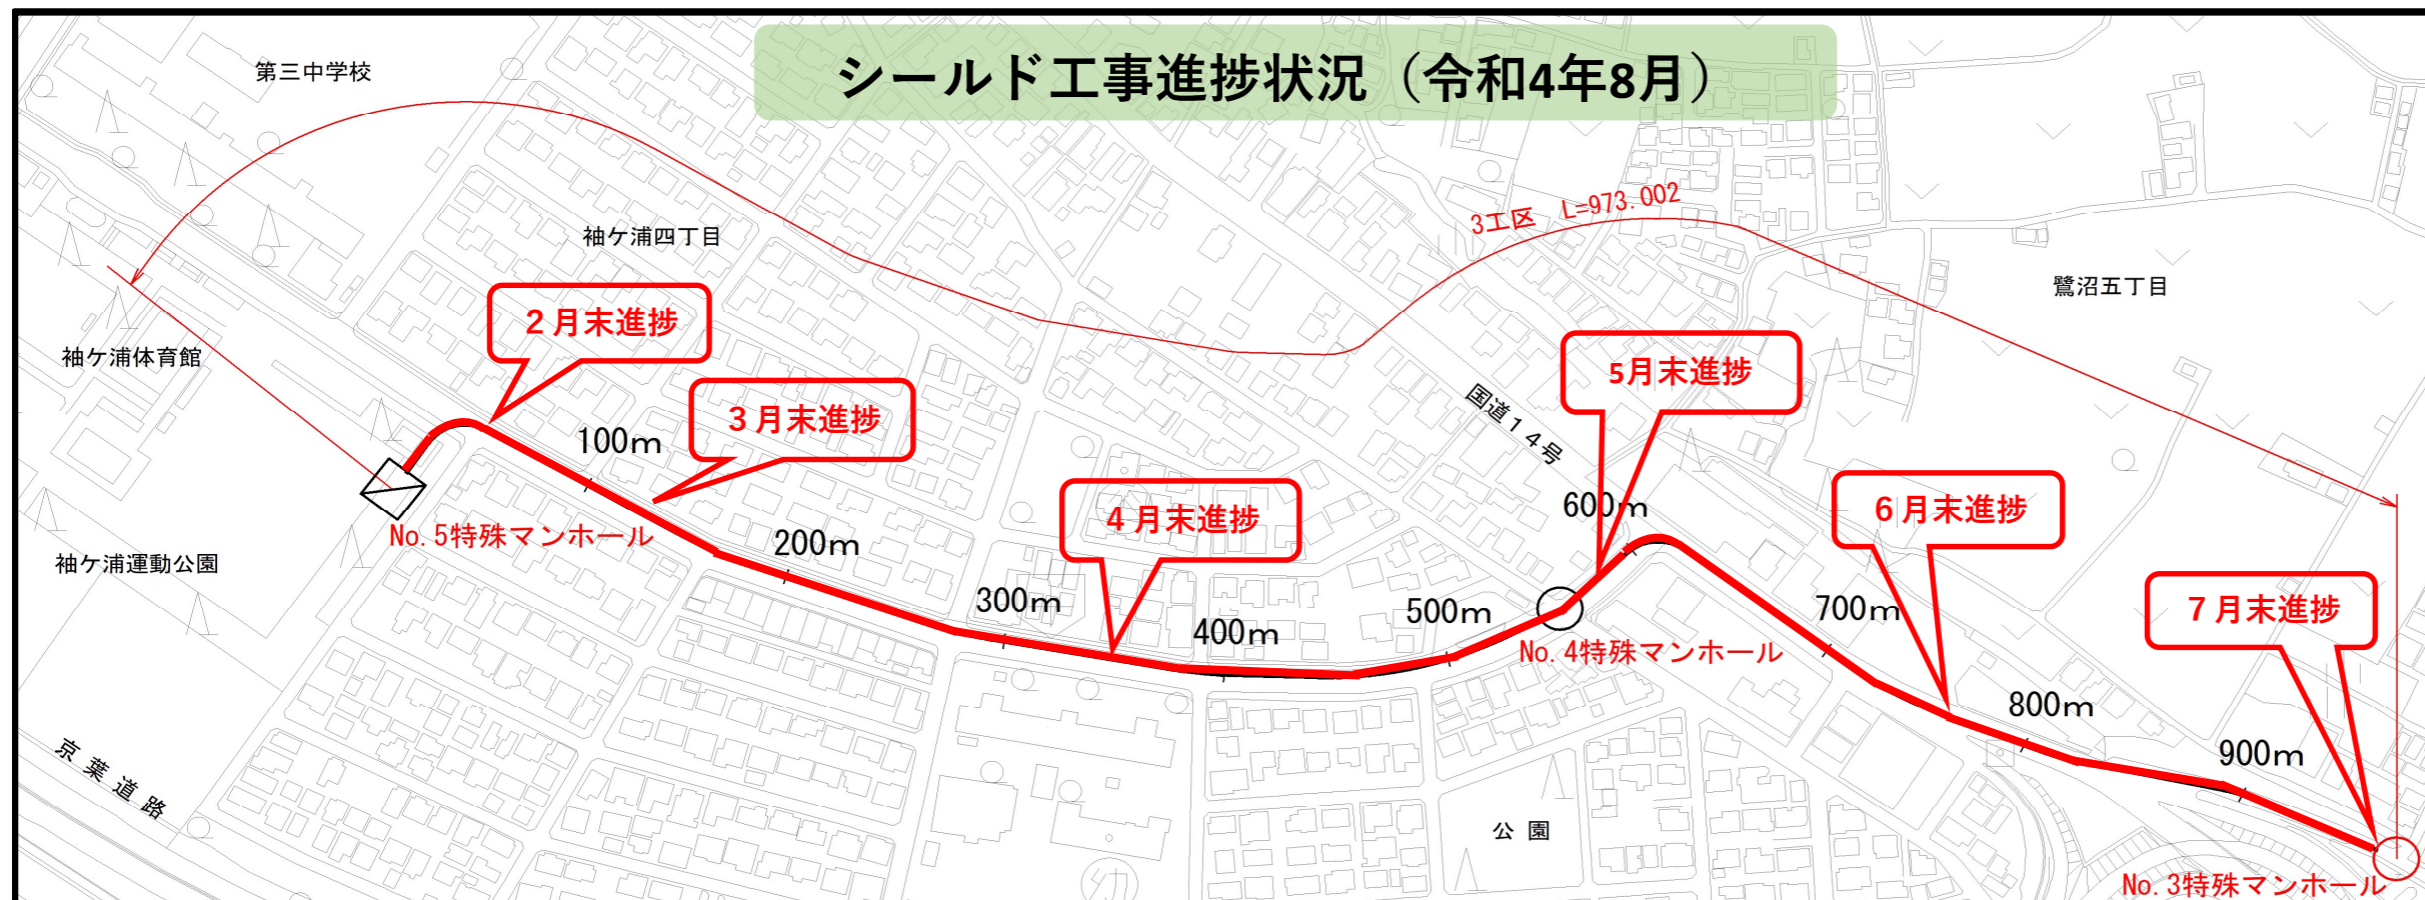 シールド工事進捗状況（令和4年8月）
第三中学校
3工区 L=973.002
袖ケ浦四丁目
鷺沼五丁目
２月末進捗
袖ケ浦体育館
5月末進捗
３月末進捗
国道１４号
100m
600m
６月末進捗
４月末進捗
No.5特殊マンホール
200m
袖ケ浦運動公園
300m
500m
700m
７月末進捗
400m
No.4特殊マンホール
800m
900m
京葉道路
公園
幼
No.3特殊マンホール